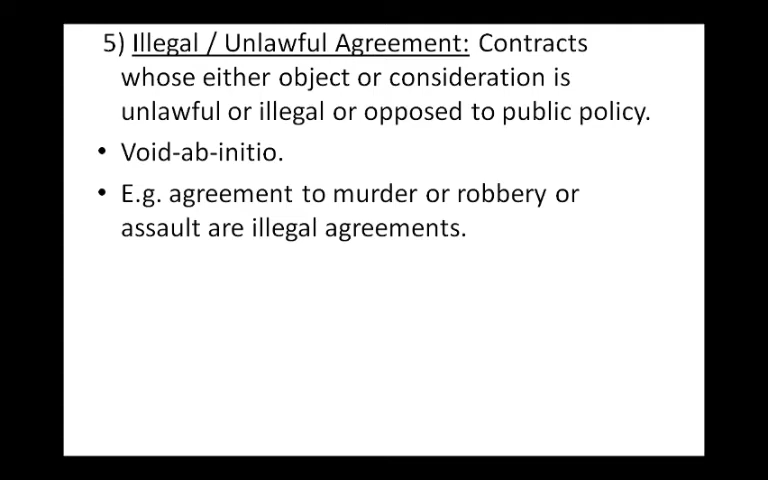 5) Illegal / Unlawful Agreement: Contracts
whose either object or consideration is
unlawful or illegal or opposed to public policy.
• Void-ab-initio.
• E.g. agreement to murder or robbery or
assault are illegal agreements.